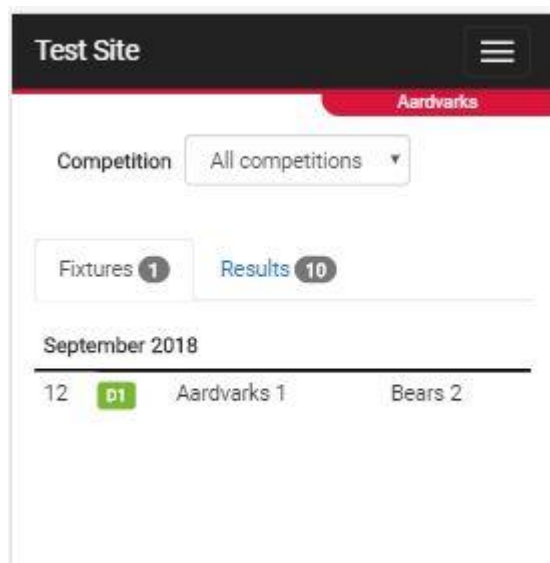 Test Site
Aardvarks
Competition All competitions
Fixtures 1 Results 10
September 2018
12 D1 Aardvarks 1 Bears 2